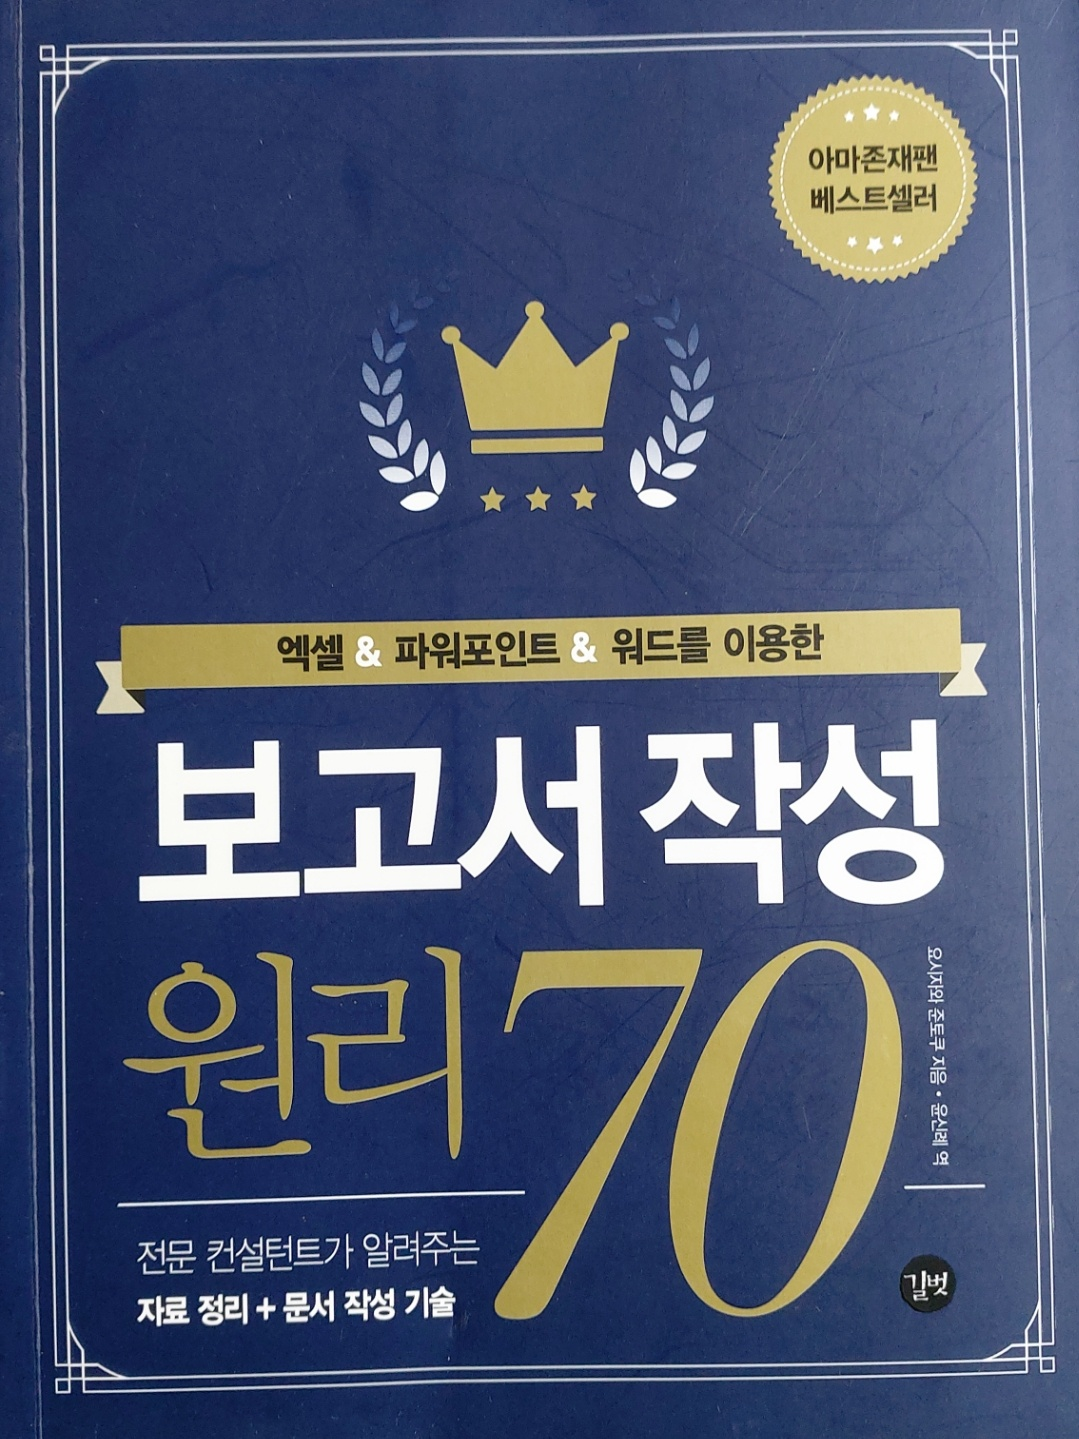 아마존재팬
베스트셀러
엑셀 & 파워포인트 & 워드를 이용한
보고서 작성
원리 70
요시자와 준토쿠 지음 • 윤신례 역
전문 컨설턴트가 알려주는
자료 정리 + 문서 작성 기술
길벗